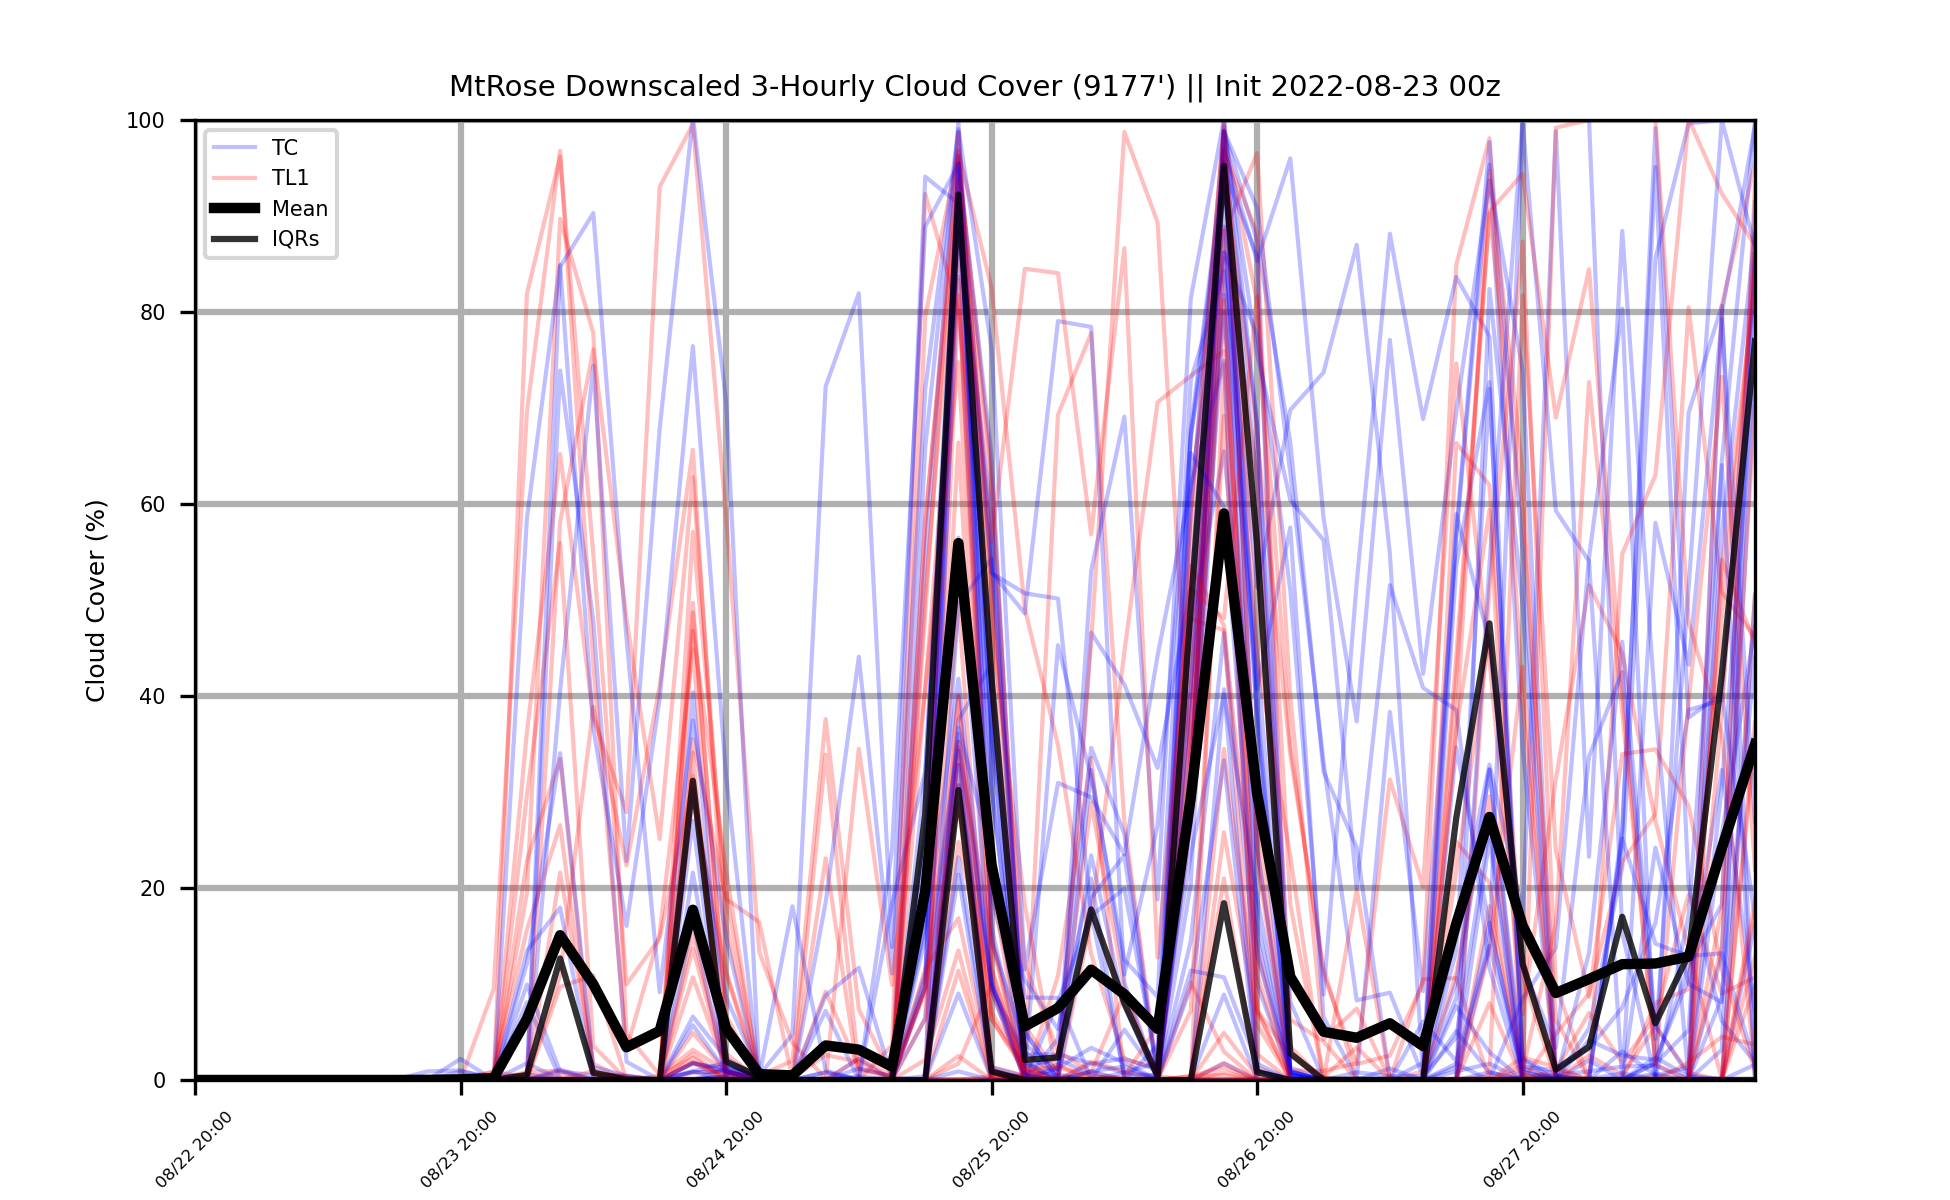 MtRose Downscaled 3-Hourly Cloud Cover (9177') || Init 2022-08-23 00z
100
80
60
40
20
0
Cloud Cover (%)
TC
TL1
Mean
IQRs
08/22 20:00
08/23 20:00
08/24 20:00
08/25 20:00
08/26 20:00
08/27 20:00